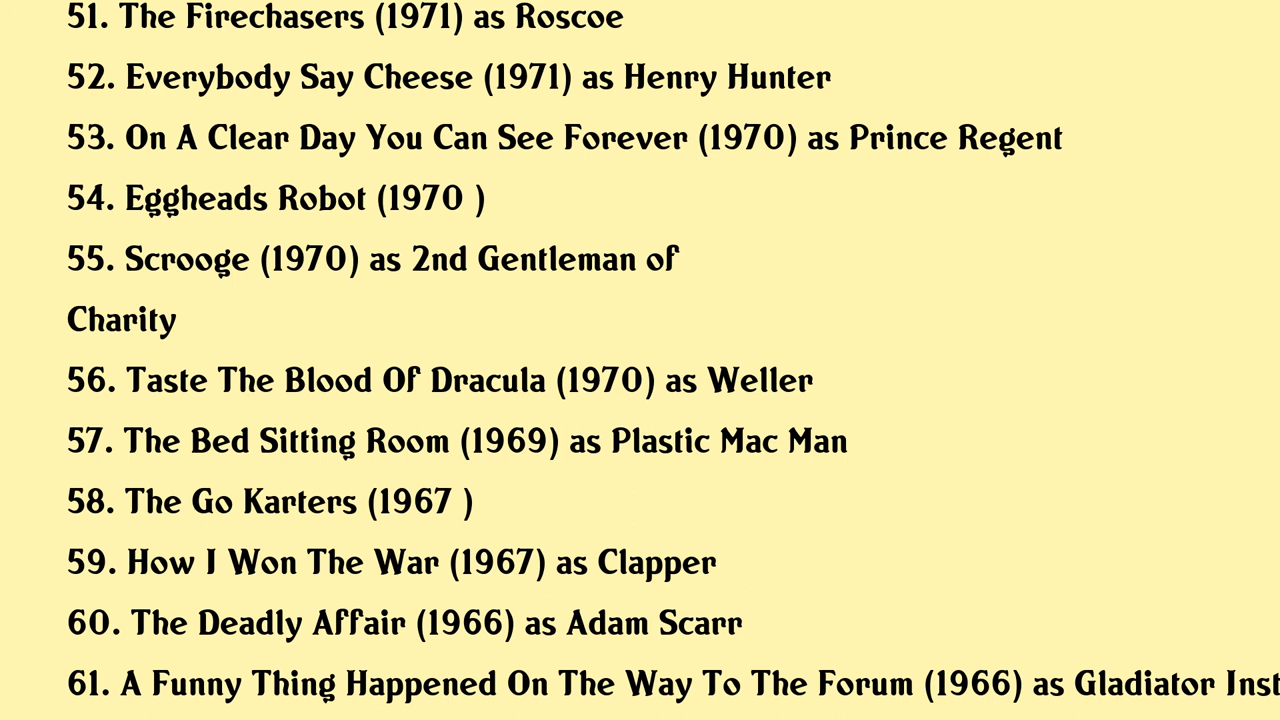 51. The Firechasers (1971) as Roscoe
52. Everybody Say Cheese (1971) as Henry Hunter
53. On A Clear Day You Can See Forever (1970) as Prince Regent
54. Eggheads Robot (1970 )
55. Scrooge (1970) as 2nd Gentleman of
Charity
56. Taste The Blood Of Dracula (1970) as Weller
57. The Bed Sitting Room (1969) as Plastic Mac Man
58. The Go Karters (1967 )
59. How I Won The War (1967) as Clapper
60. The Deadly Affair (1966) as Adam Scarr
61. A Funny Thing Happened On The Way To The Forum (1966) as Gladiator